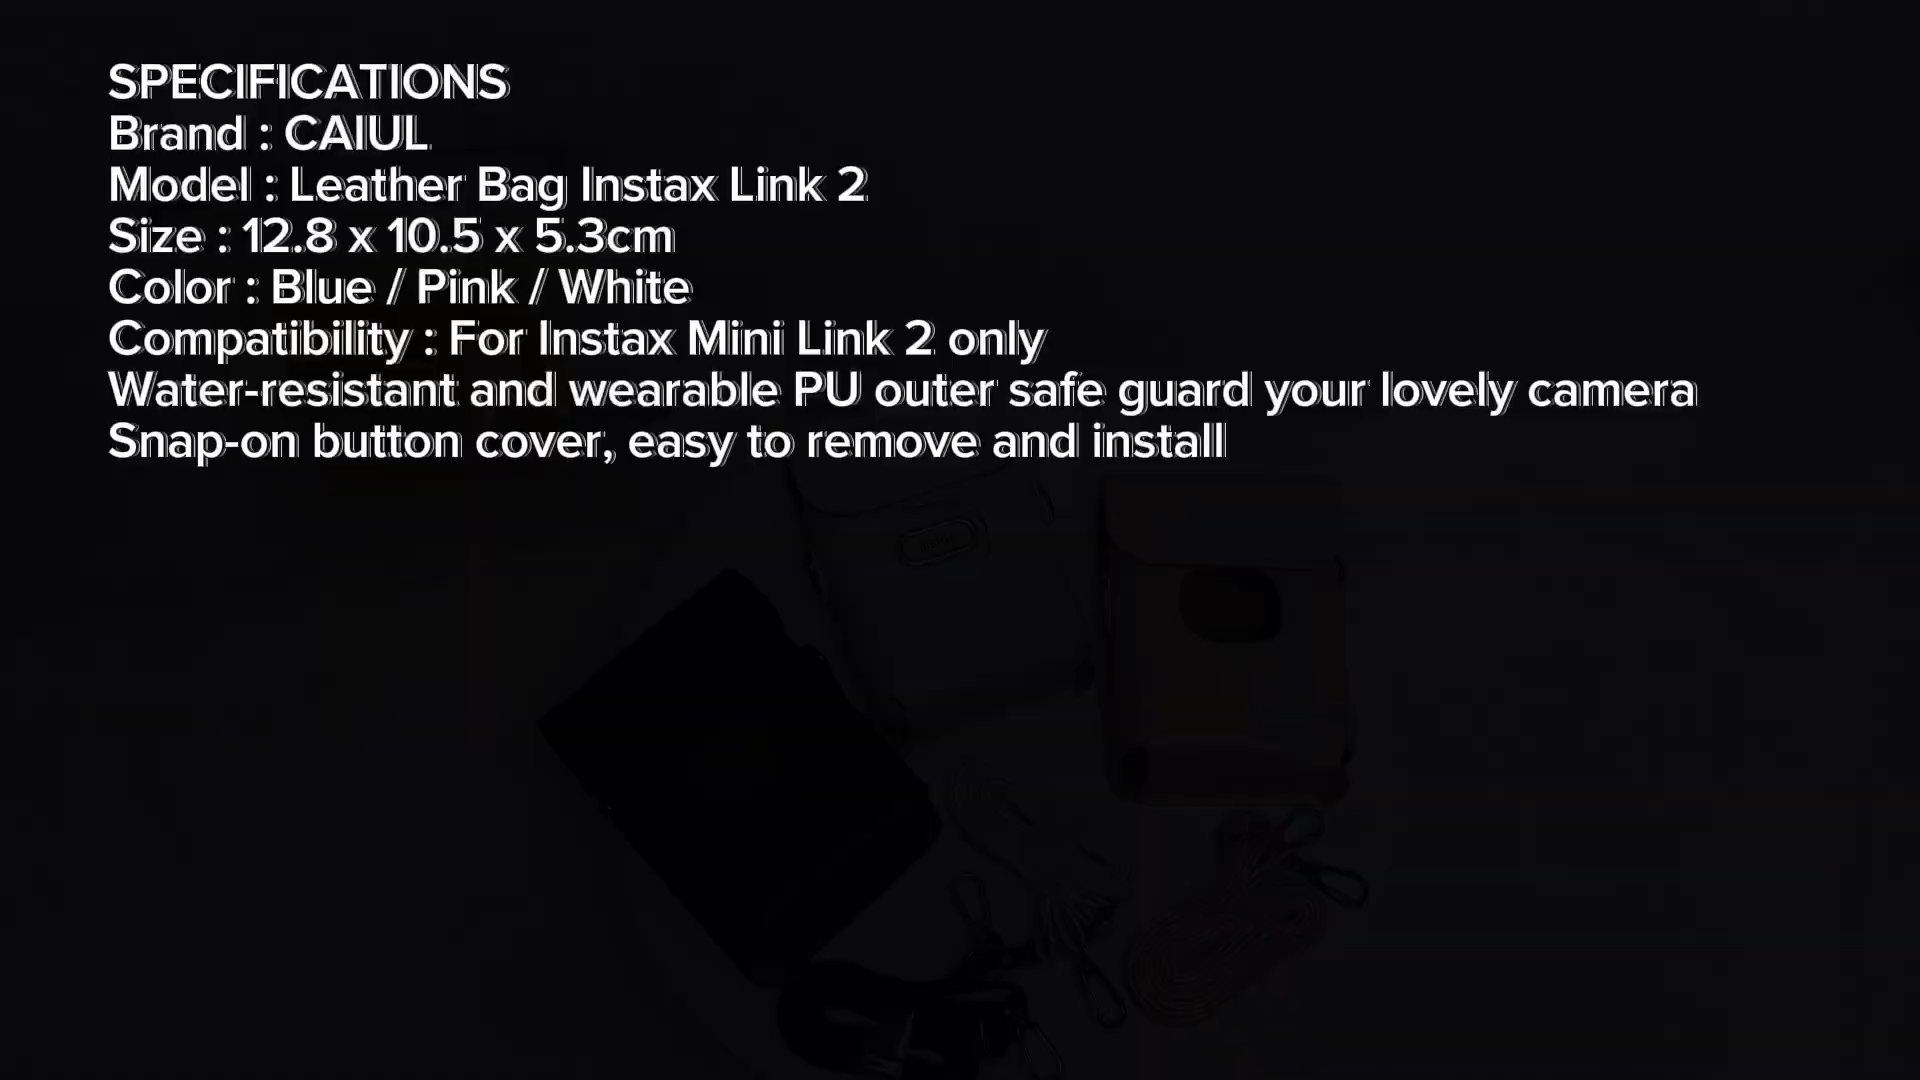 SPECIFICATIONS
Brand : CAIUL
Model : Leather Bag Instax Link 2
Size : 12.8 x 10.5 x 5.3cm
Color : Blue / Pink / White
Compatibility : For Instax Mini Link 2 only
Water-resistant and wearable PU outer safe guard your lovely camera
Snap-on button cover, easy to remove and install